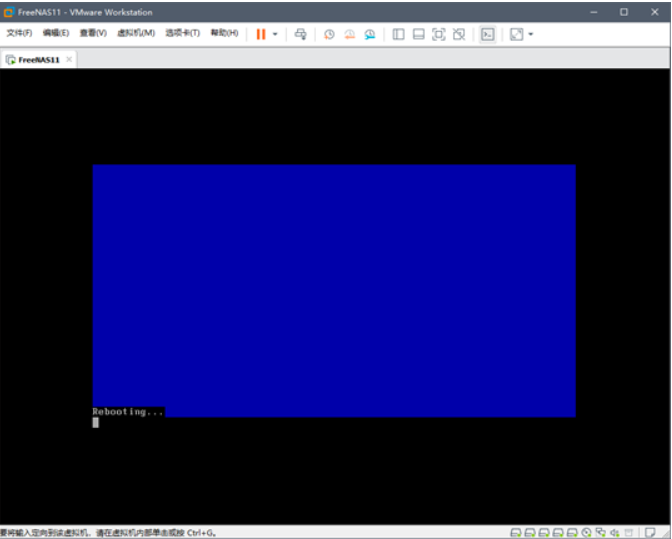 FreeNAS11 - VMware Workstation
文件(F) 编辑(E) 查看(V) 虚拟机(M) 选项卡(T) 帮助(H)
FreeNAS11
Rebooting...
要将输入定向到该虚拟机，请在虚拟机内部单击或按 Ctrl+G。